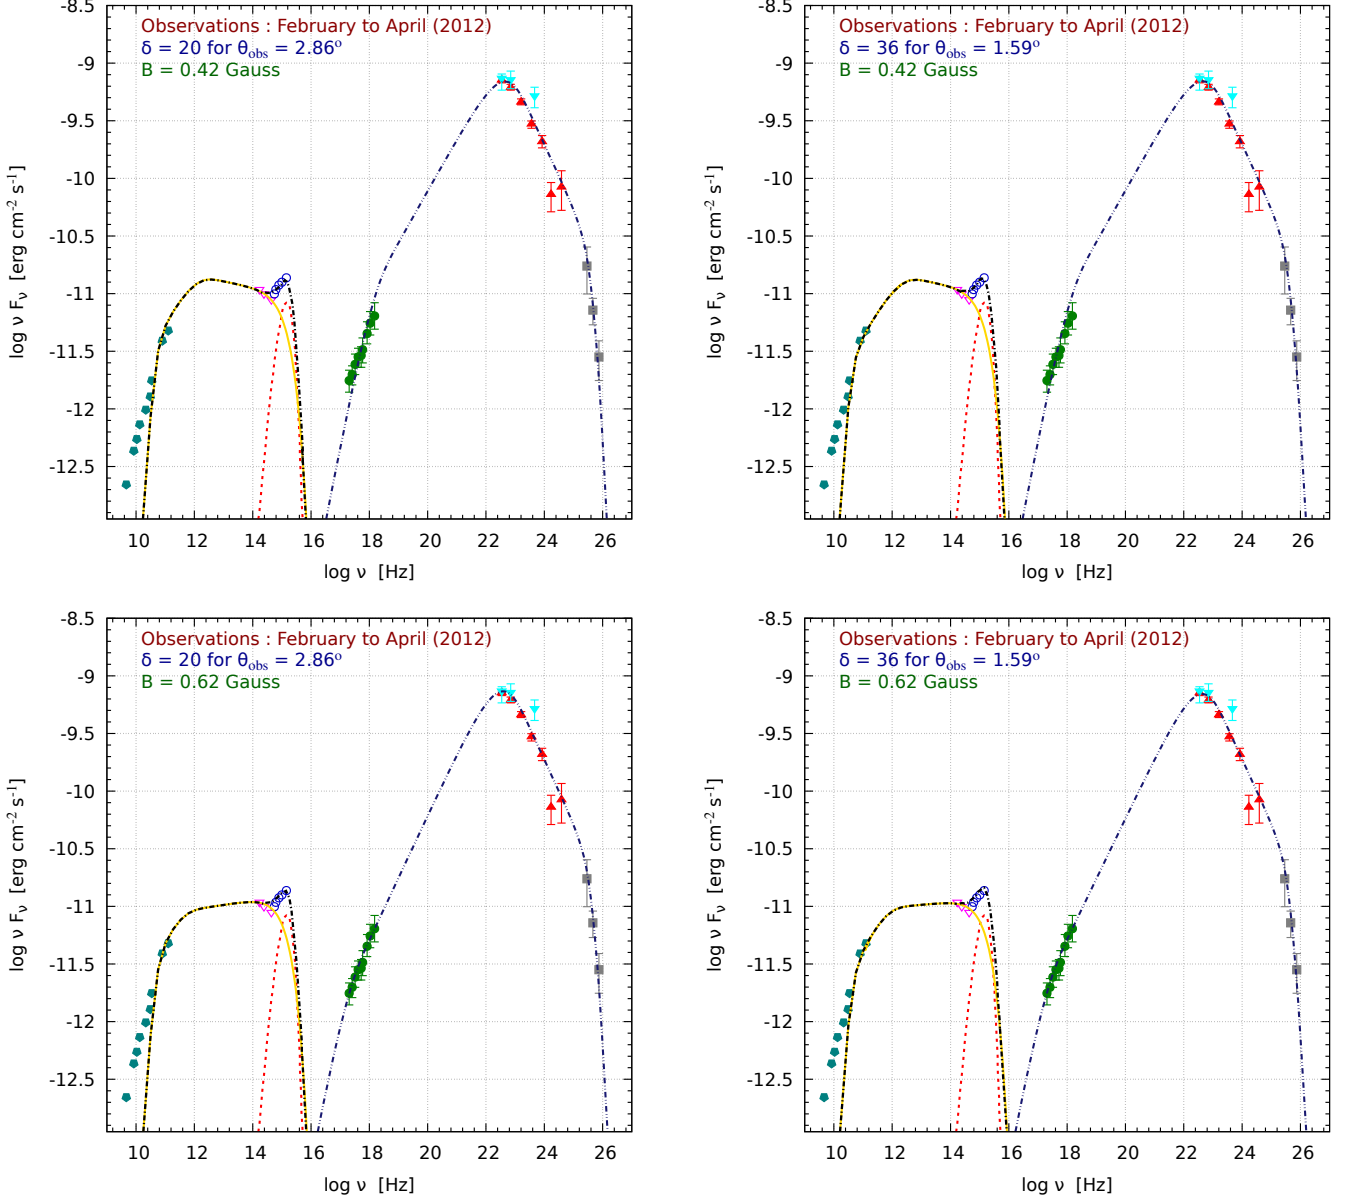 Observations : February to April (2012)
δ = 20 for θobs = 2.86º
B = 0.42 Gauss
-8.5
-9
-9.5
-10
-10.5
-11
-11.5
-12
-12.5
log ν Fν [erg cm-2 s-1]
10 12 14 16 18 20 22 24 26
log ν [Hz]
Observations : February to April (2012)
δ = 36 for θobs = 1.59º
B = 0.42 Gauss
-8.5
-9
-9.5
-10
-10.5
-11
-11.5
-12
-12.5
log ν Fν [erg cm-2 s-1]
10 12 14 16 18 20 22 24 26
log ν [Hz]
Observations : February to April (2012)
δ = 20 for θobs = 2.86º
B = 0.62 Gauss
-8.5
-9
-9.5
-10
-10.5
-11
-11.5
-12
-12.5
log ν Fν [erg cm-2 s-1]
10 12 14 16 18 20 22 24 26
log ν [Hz]
Observations : February to April (2012)
δ = 36 for θobs = 1.59º
B = 0.62 Gauss
-8.5
-9
-9.5
-10
-10.5
-11
-11.5
-12
-12.5
log ν Fν [erg cm-2 s-1]
10 12 14 16 18 20 22 24 26
log ν [Hz]